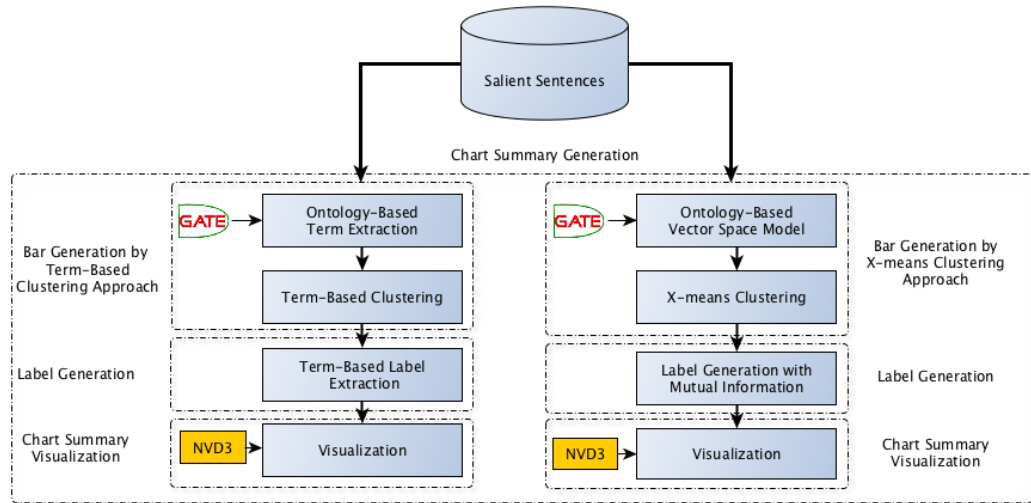 Salient Sentences
Chart Summary Generation
Bar Generation by
Term-Based
Clustering Approach
GATE
Ontology-Based
Term Extraction
Term-Based Clustering
Label Generation
Term-Based Label
Extraction
Chart Summary
Visualization
NVD3
Visualization
GATE
Ontology-Based
Vector Space Model
X-means Clustering
Bar Generation by
X-means Clustering
Approach
Label Generation with
Mutual Information
Label Generation
NVD3
Visualization
Chart Summary
Visualization